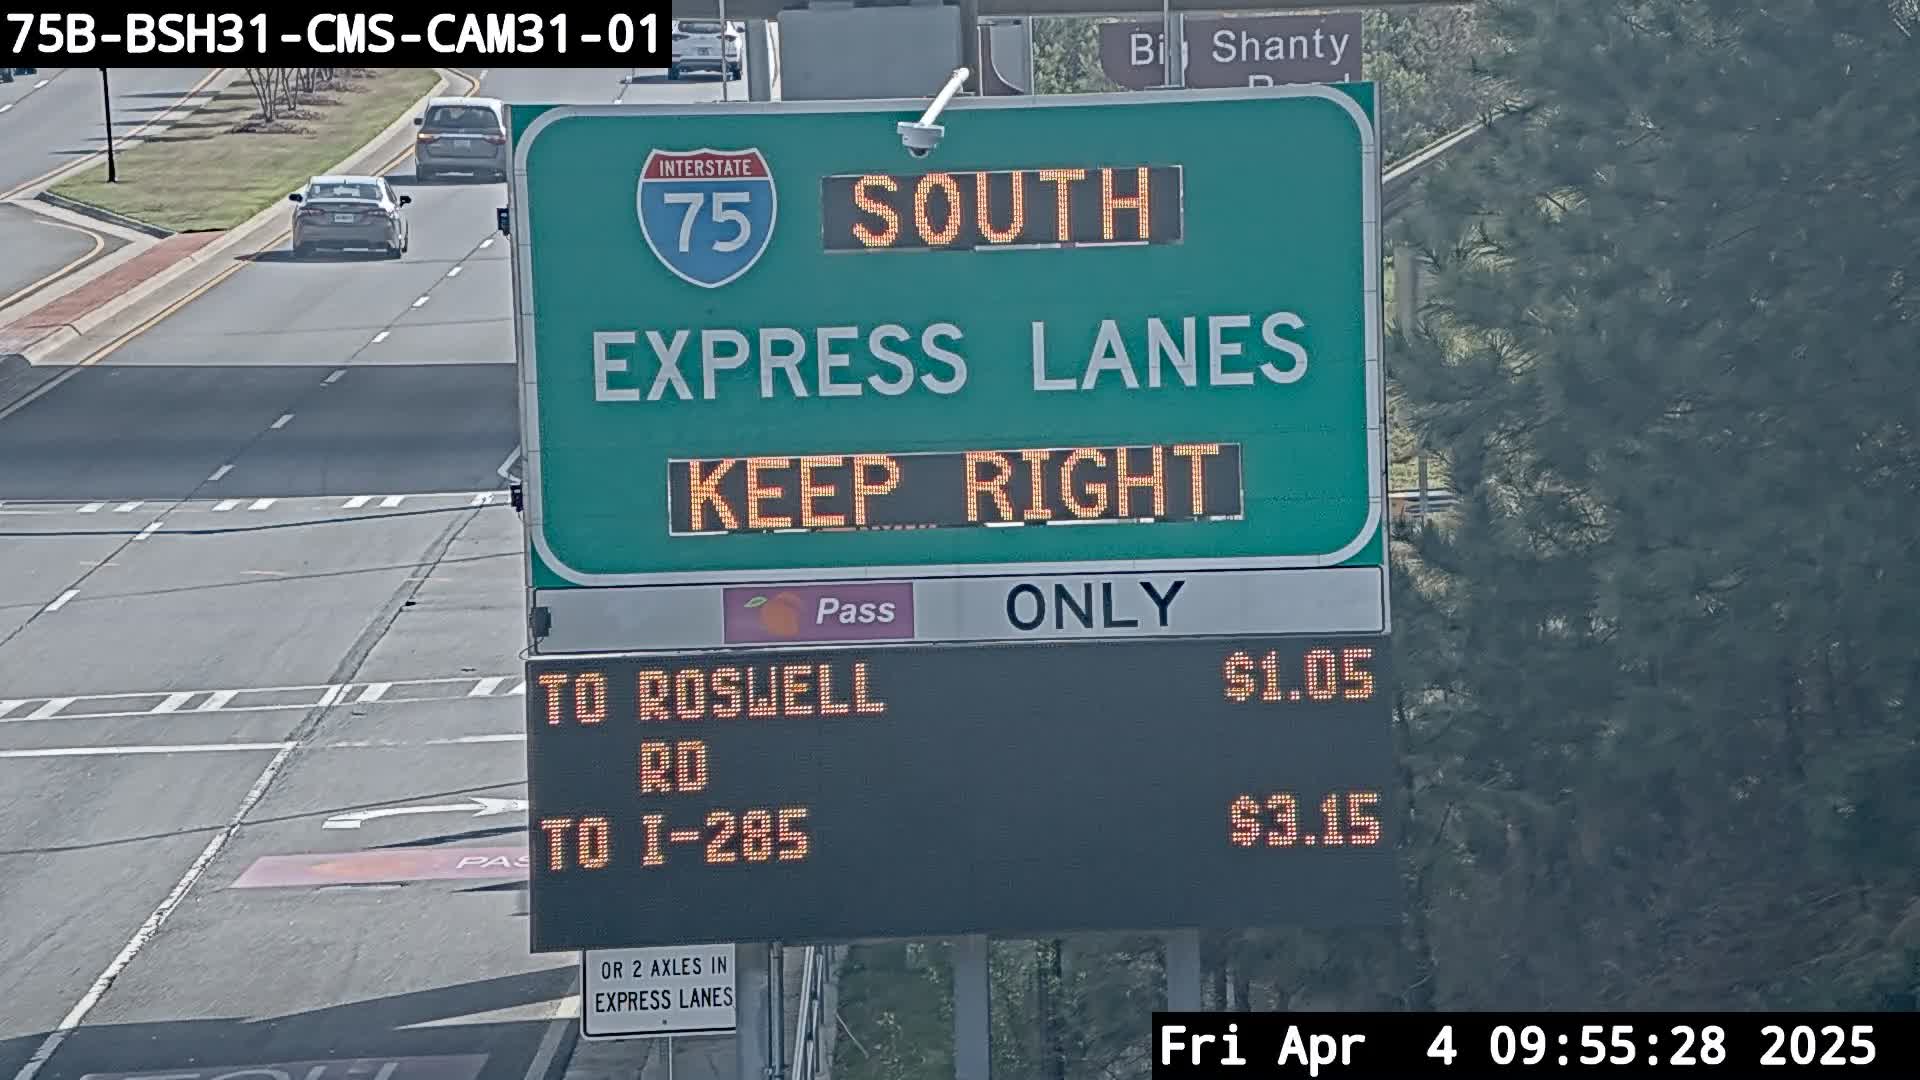 75B-BSH31-CMS-CAM31-01
Big Shanty
Road
INTERSTATE
75
SOUTH
EXPRESS LANES
KEEP RIGHT
Pass ONLY
TO ROSWELL $1.05
RD
TO I-285 $3.15
PAS
OR 2 AXLES IN
EXPRESS LANES
Fri Apr 4 09:55:28 2025